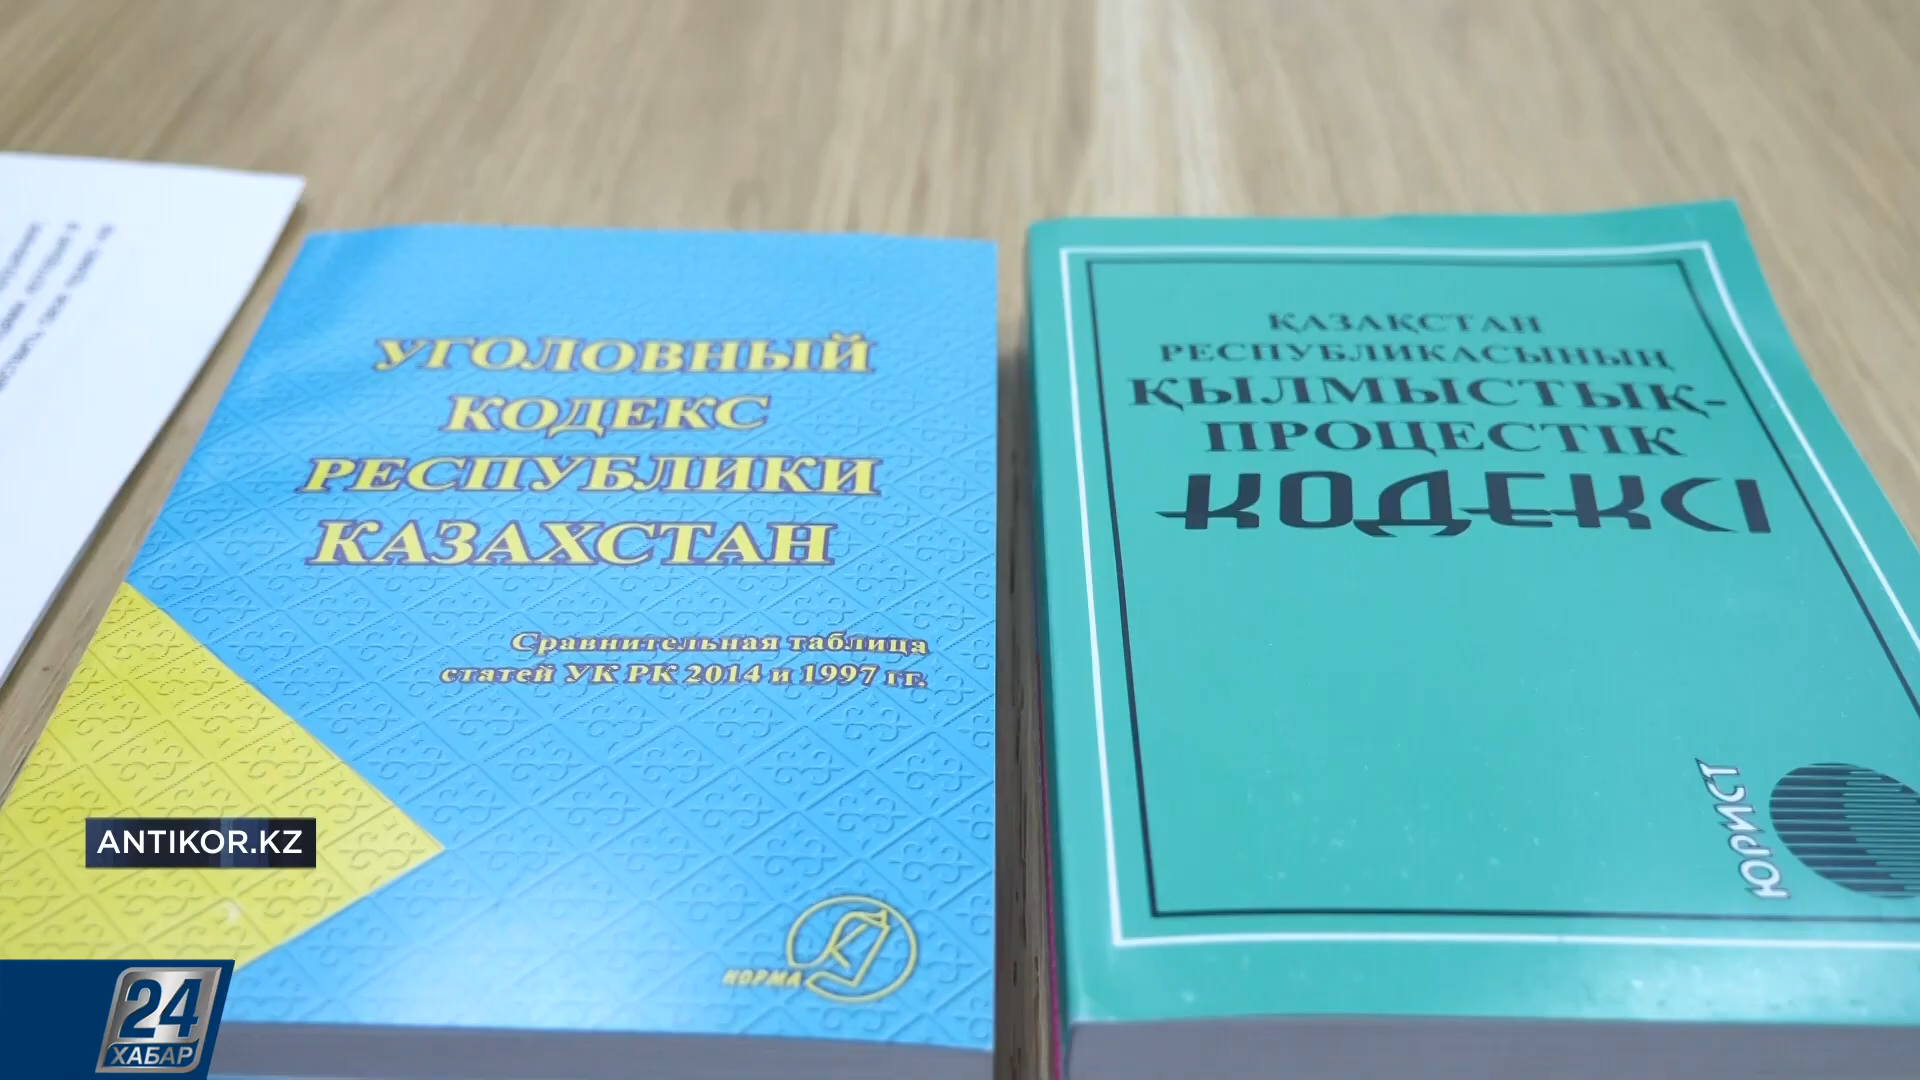 УГОЛОВНЫЙ
КОДЕКС
РЕСПУБЛИКИ
КАЗАХСТАН
Сравнительная таблица
статей УК РК 2014 и 1997 гг.
НОРМА
ҚАЗАҚСТАН
РЕСПУБЛИКАСЫНЫҢ
ҚЫЛМЫСТЫҚ-
ПРОЦЕСТІК
КОДЕКСІ
ЮРИСТ
ANTIKOR.KZ
24
ХАБАР